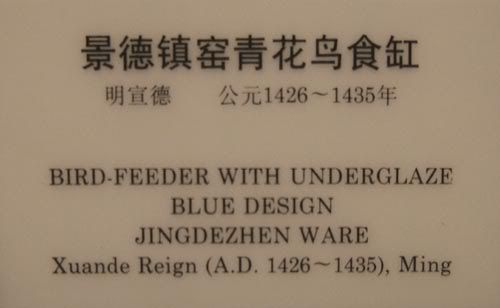 景德镇窑青花鸟食缸
明宣德 公元1426～1435年
BIRD-FEEDER WITH UNDERGLAZE
BLUE DESIGN
JINGDEZHEN WARE
Xuande Reign (A.D. 1426～1435), Ming